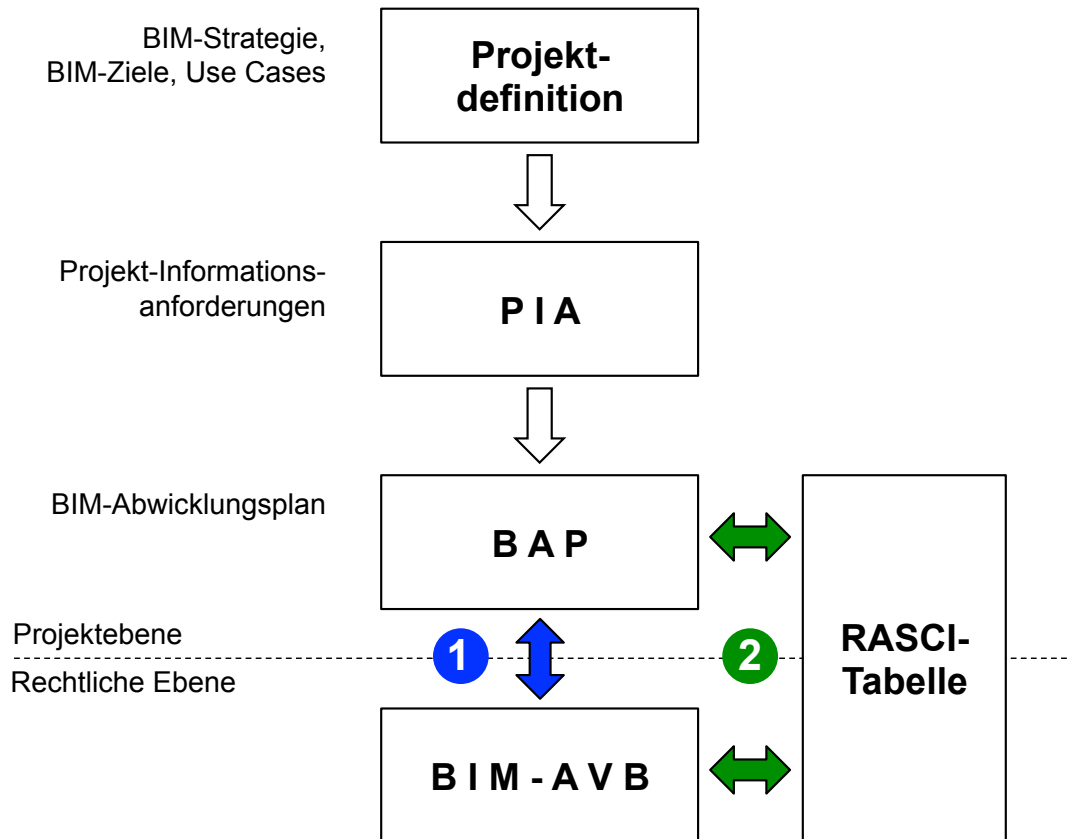 BIM-Strategie,
BIM-Ziele, Use Cases
Projekt-
definition
Projekt-Informations-
anforderungen
P I A
BIM-Abwicklungsplan
B A P
Projektebene
1
2
Rechtliche Ebene
RASCI-
Tabelle
B I M - A V B